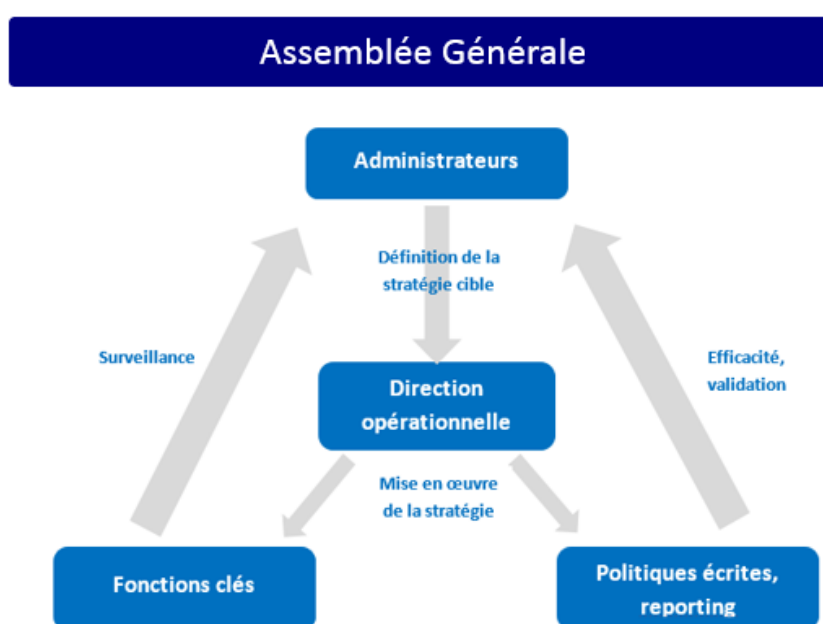 Assemblée Générale
Administrateurs
Définition de la
stratégie cible
Surveillance
Efficacité,
validation
Direction
opérationnelle
Mise en œuvre
de la stratégie
Fonctions clés
Politiques écrites,
reporting